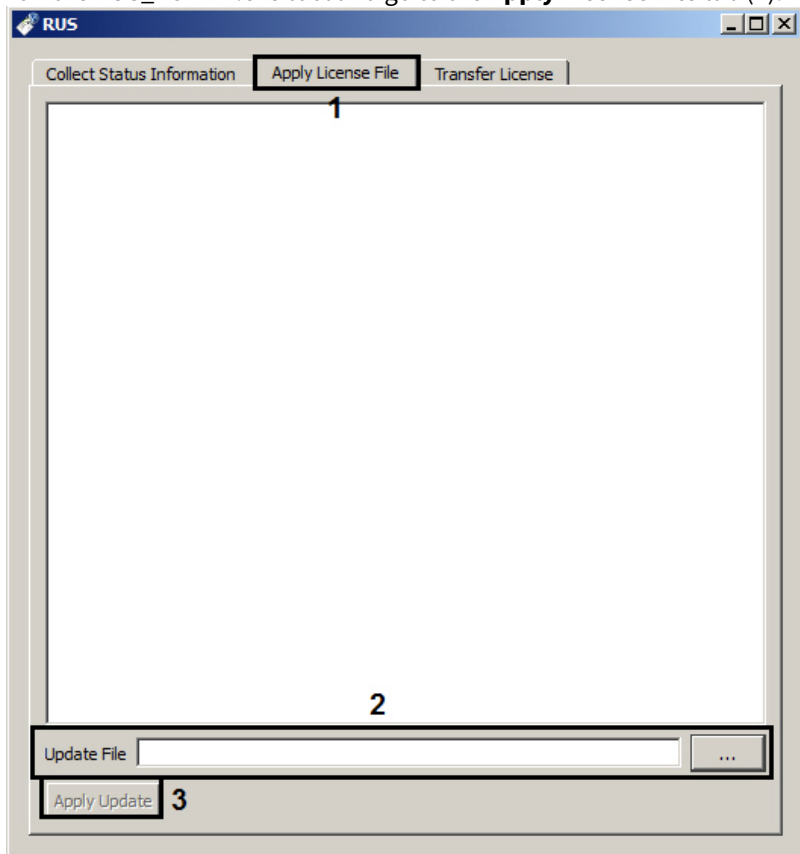 RUS
Collect Status Information Apply License File Transfer License
1
2
Update File ...
Apply Update 3